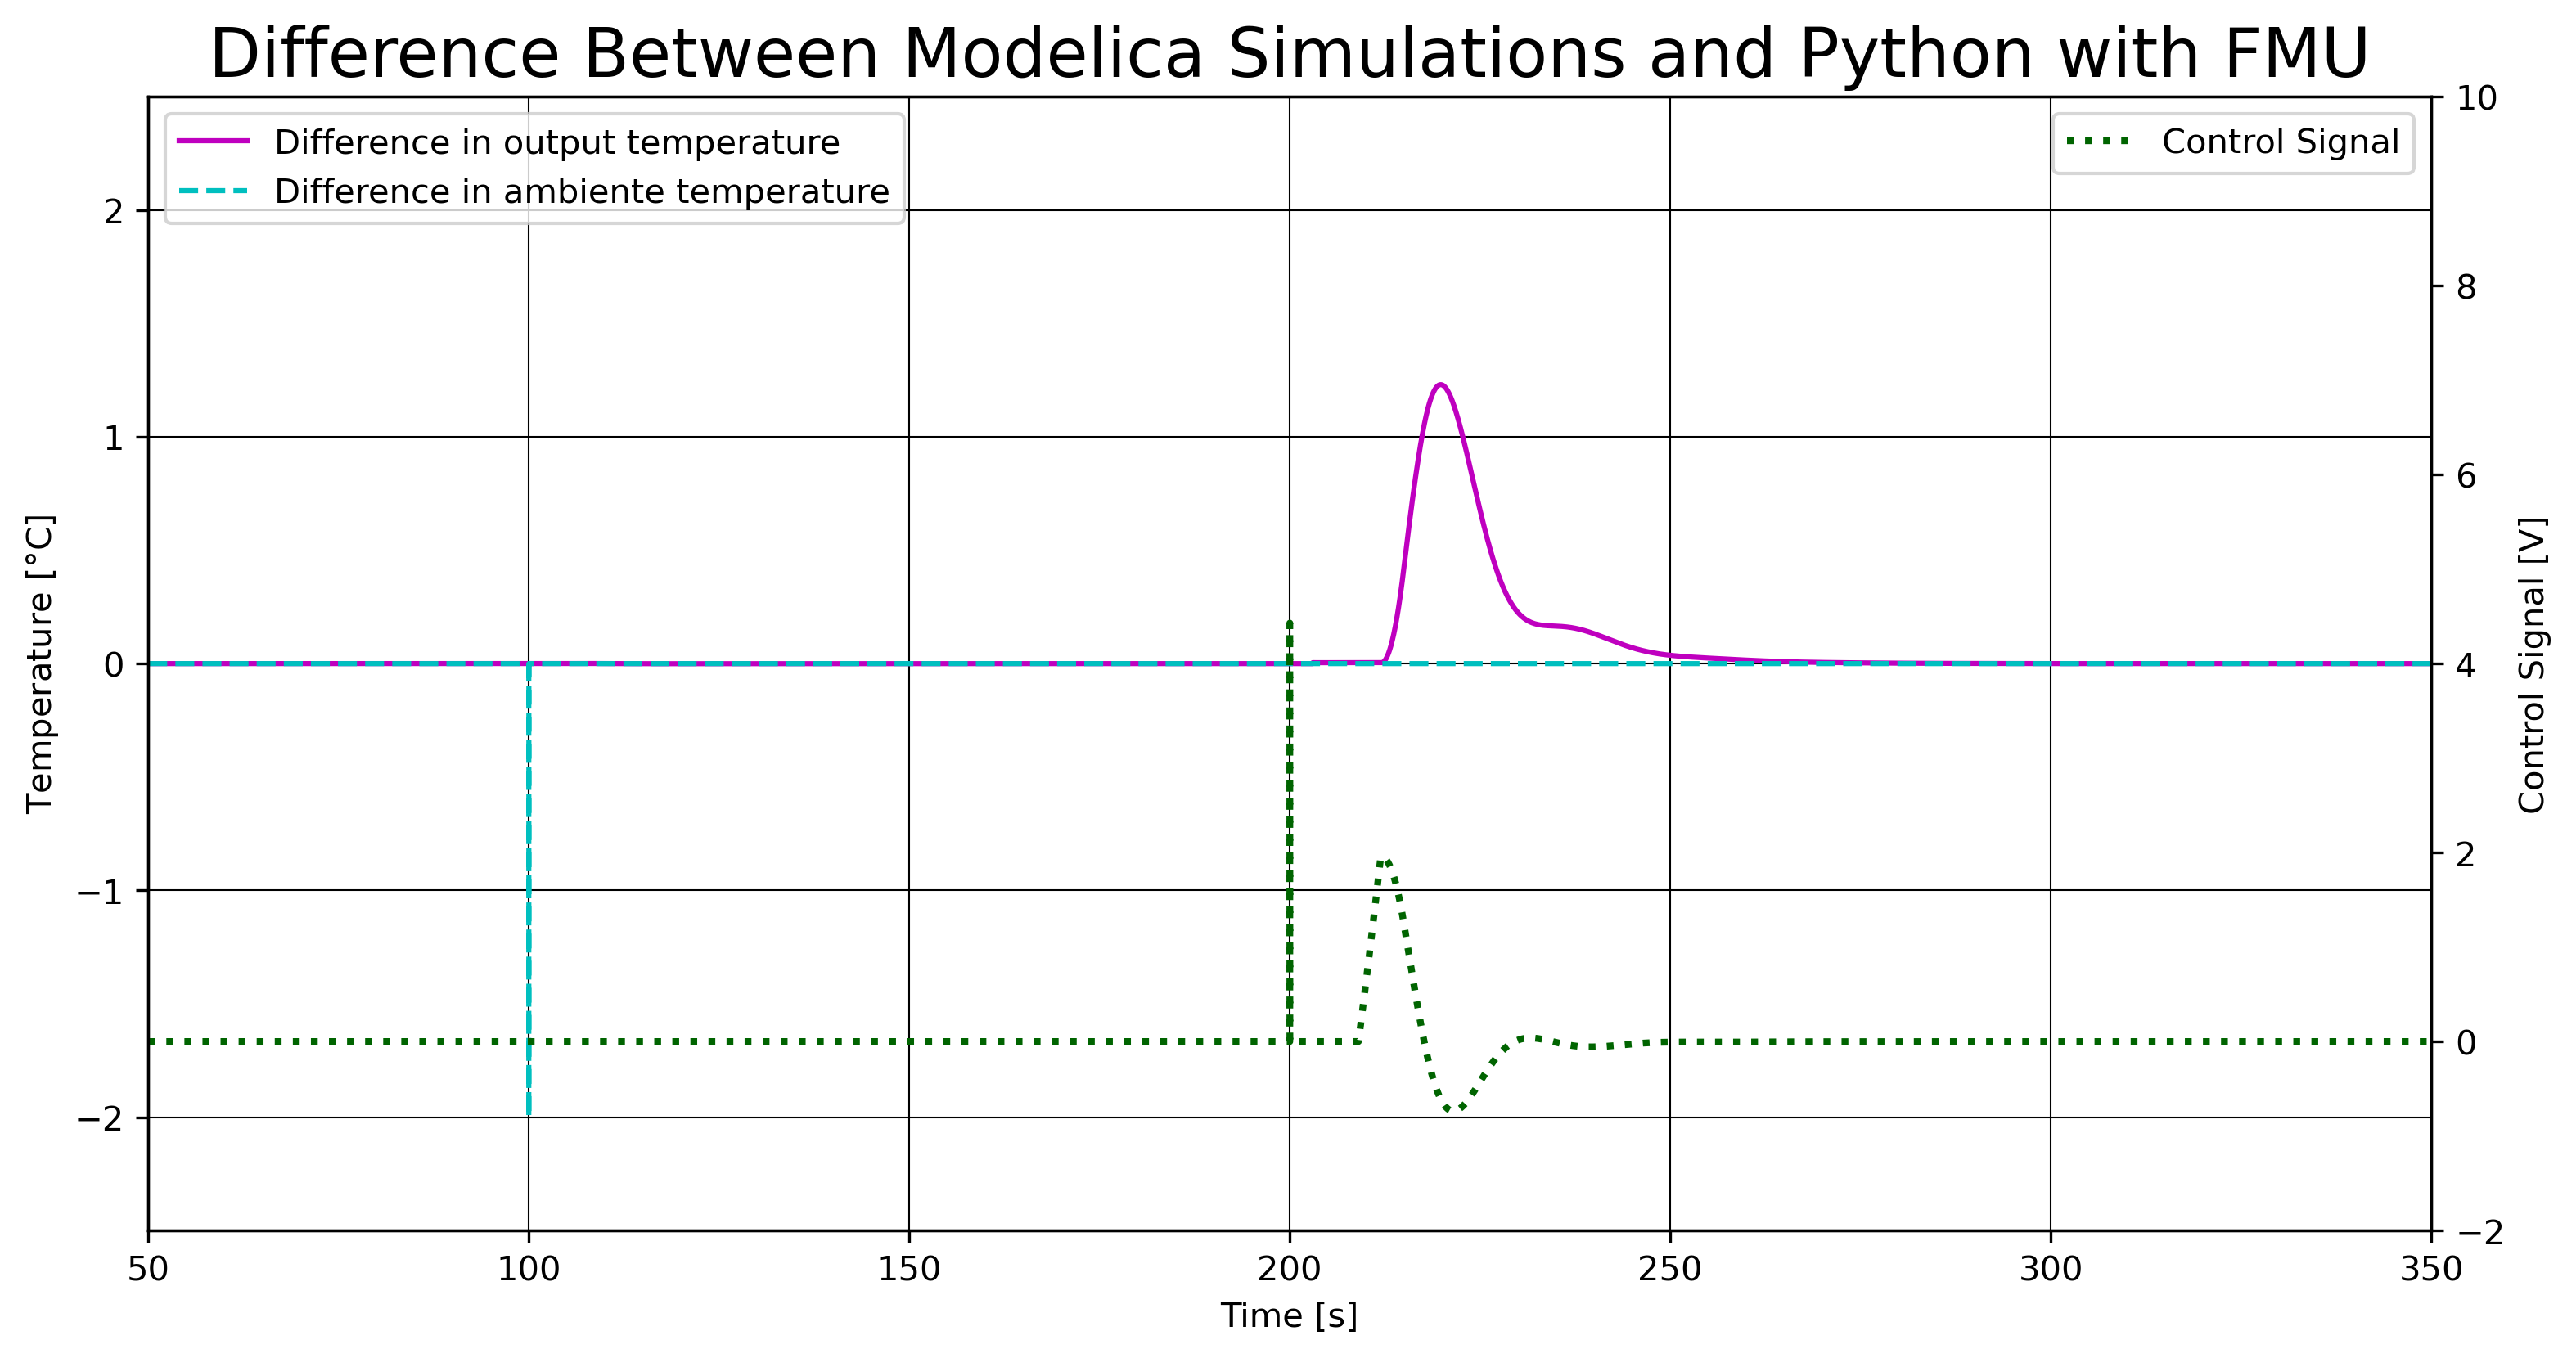 Difference Between Modelica Simulations and Python with FMU
Difference in output temperature
Difference in ambiente temperature
Control Signal
2
1
0
−1
−2
Temperature [°C]
10
8
6
4
2
0
−2
Control Signal [V]
50 100 150 200 250 300 350
Time [s]